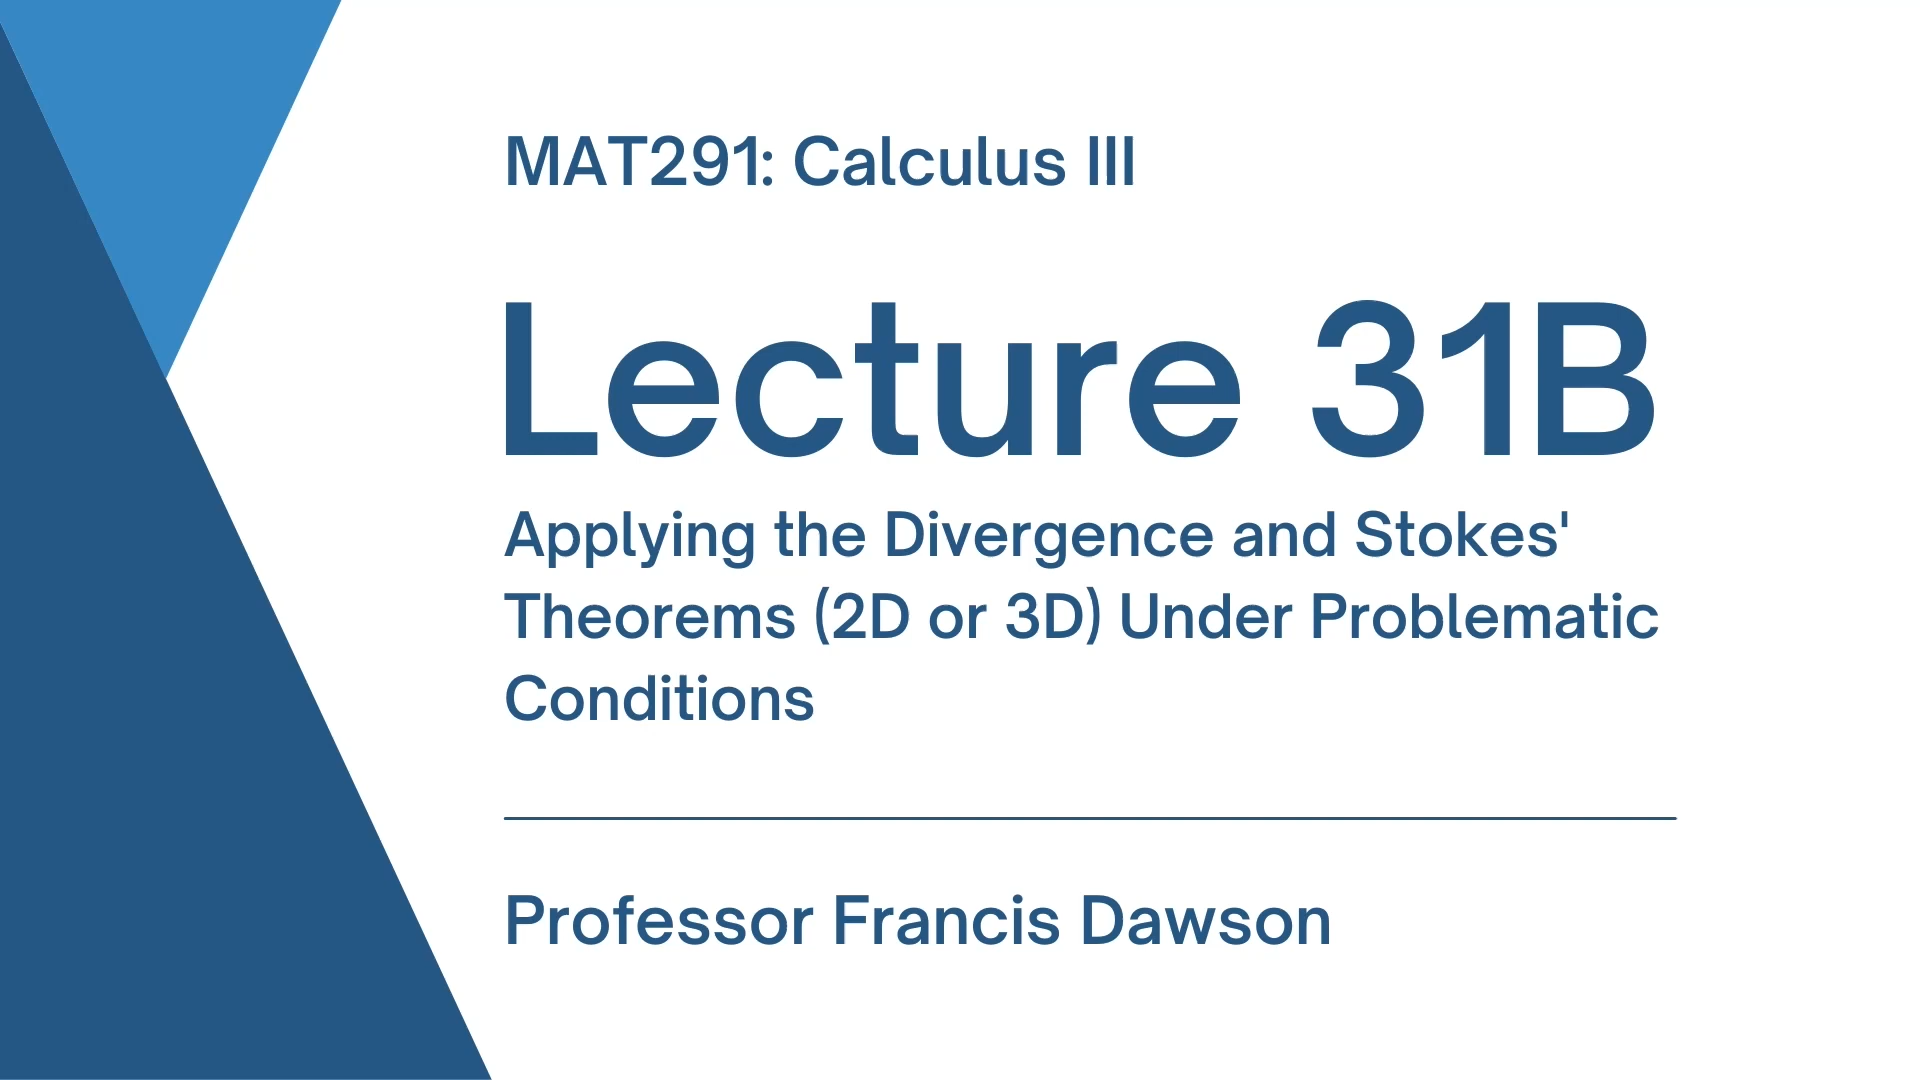 MAT291: Calculus III
Lecture 31B
Applying the Divergence and Stokes'
Theorems (2D or 3D) Under Problematic
Conditions
Professor Francis Dawson